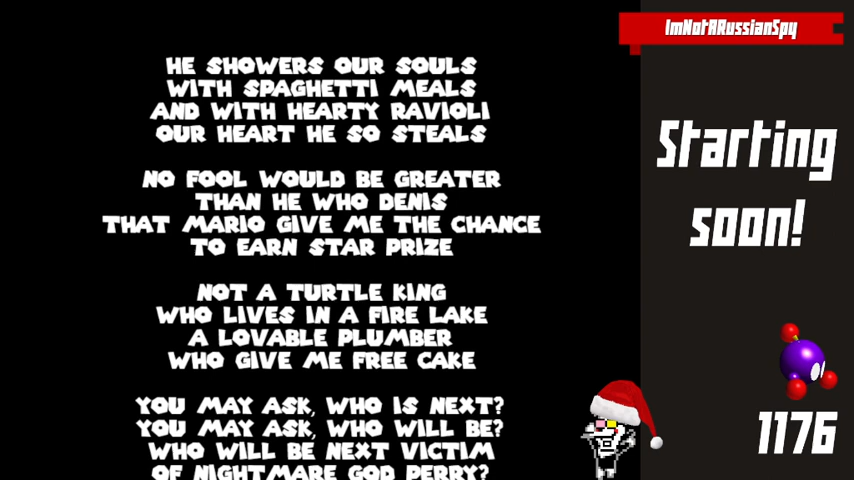 ImNotARussianSpy
HE SHOWERS OUR SOULS
WITH SPAGHETTI MEALS
AND WITH HEARTY RAVIOLI
OUR HEART HE SO STEALS
NO FOOL WOULD BE GREATER
THAN HE WHO DENIS
THAT MARIO GIVE ME THE CHANCE
TO EARN STAR PRIZE
NOT A TURTLE KING
WHO LIVES IN A FIRE LAKE
A LOVABLE PLUMBER
WHO GIVE ME FREE CAKE
YOU MAY ASK, WHO IS NEXT?
YOU MAY ASK, WHO WILL BE?
WHO WILL BE NEXT VICTIM
OF NIGHTMARE GOD PERRY?
Starting
soon!
1176